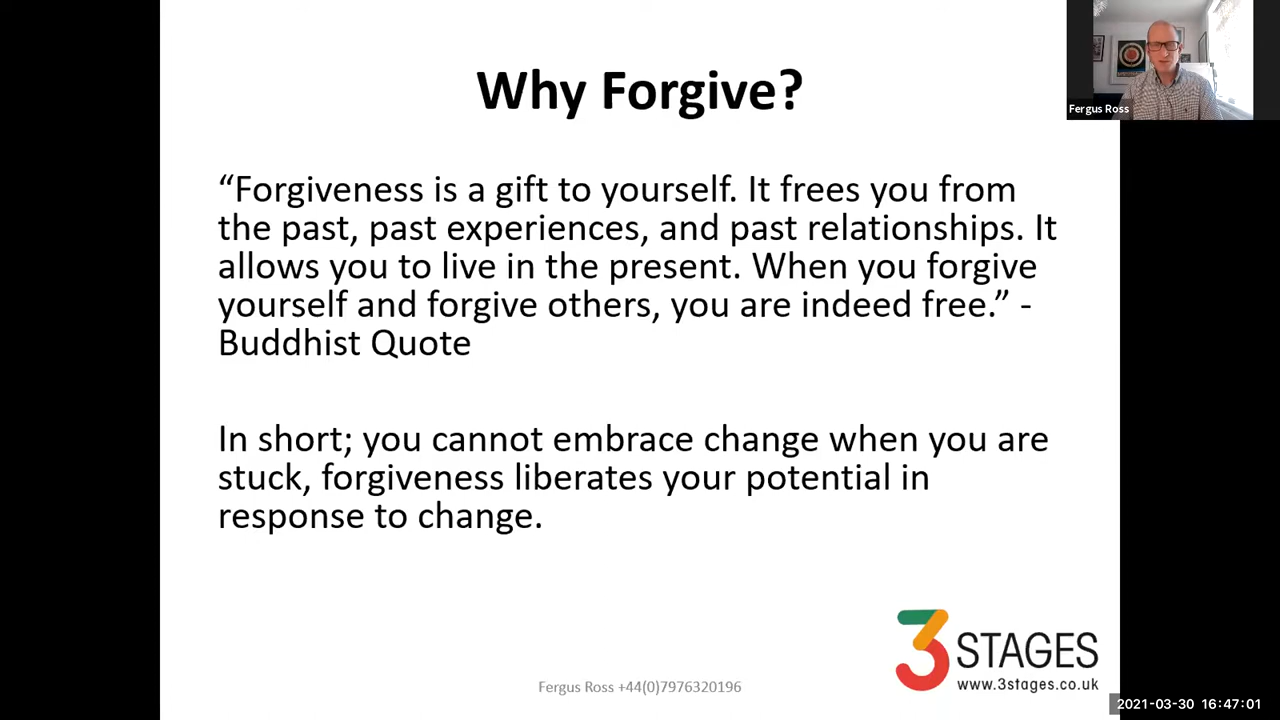 Why Forgive?
Fergus Ross
“Forgiveness is a gift to yourself. It frees you from
the past, past experiences, and past relationships. It
allows you to live in the present. When you forgive
yourself and forgive others, you are indeed free.” -
Buddhist Quote
In short; you cannot embrace change when you are
stuck, forgiveness liberates your potential in
response to change.
3 STAGES
www.3stages.co.uk
Fergus Ross +44(0)7976320196
2021-03-30 16:47:01